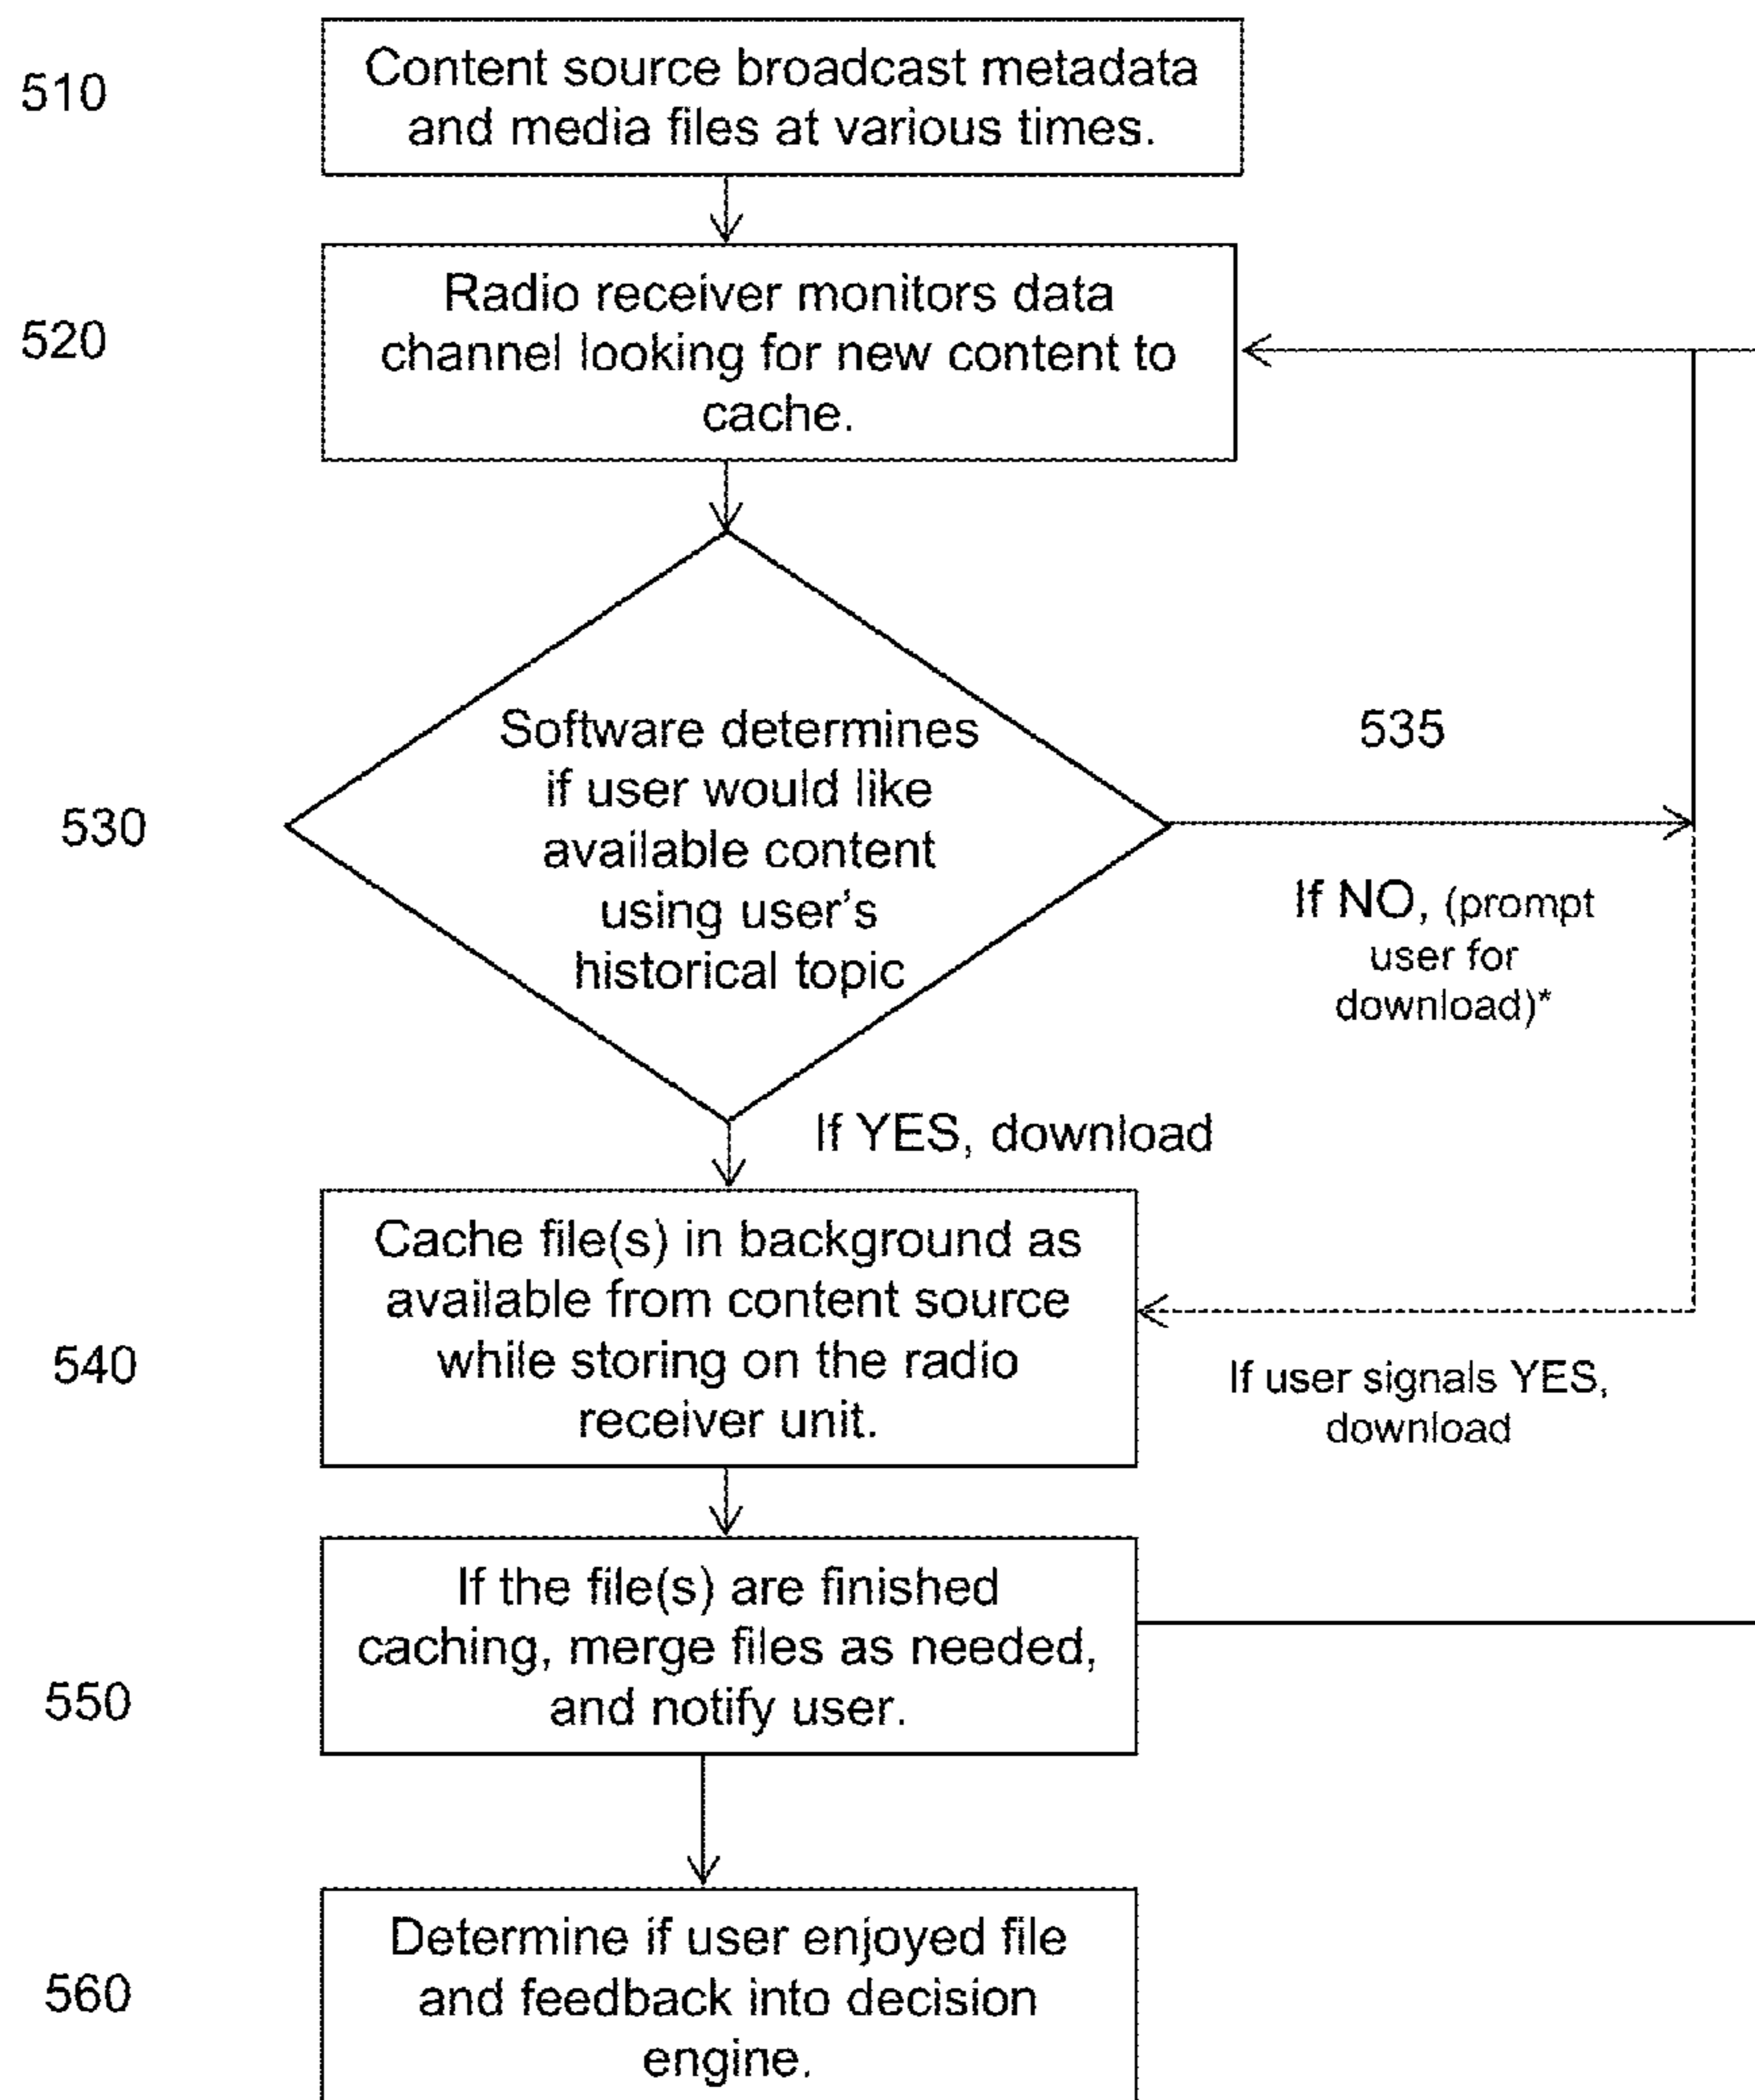 510
Content source broadcast metadata
and media files at various times.
520
Radio receiver monitors data
channel looking for new content to
cache.
530
Software determines
if user would like
available content
using user's
historical topic
535
If NO, (prompt
user for
download)*
If YES, download
540
Cache file(s) in background as
available from content source
while storing on the radio
receiver unit.
If user signals YES,
download
550
If the file(s) are finished
caching, merge files as needed,
and notify user.
560
Determine if user enjoyed file
and feedback into decision
engine.